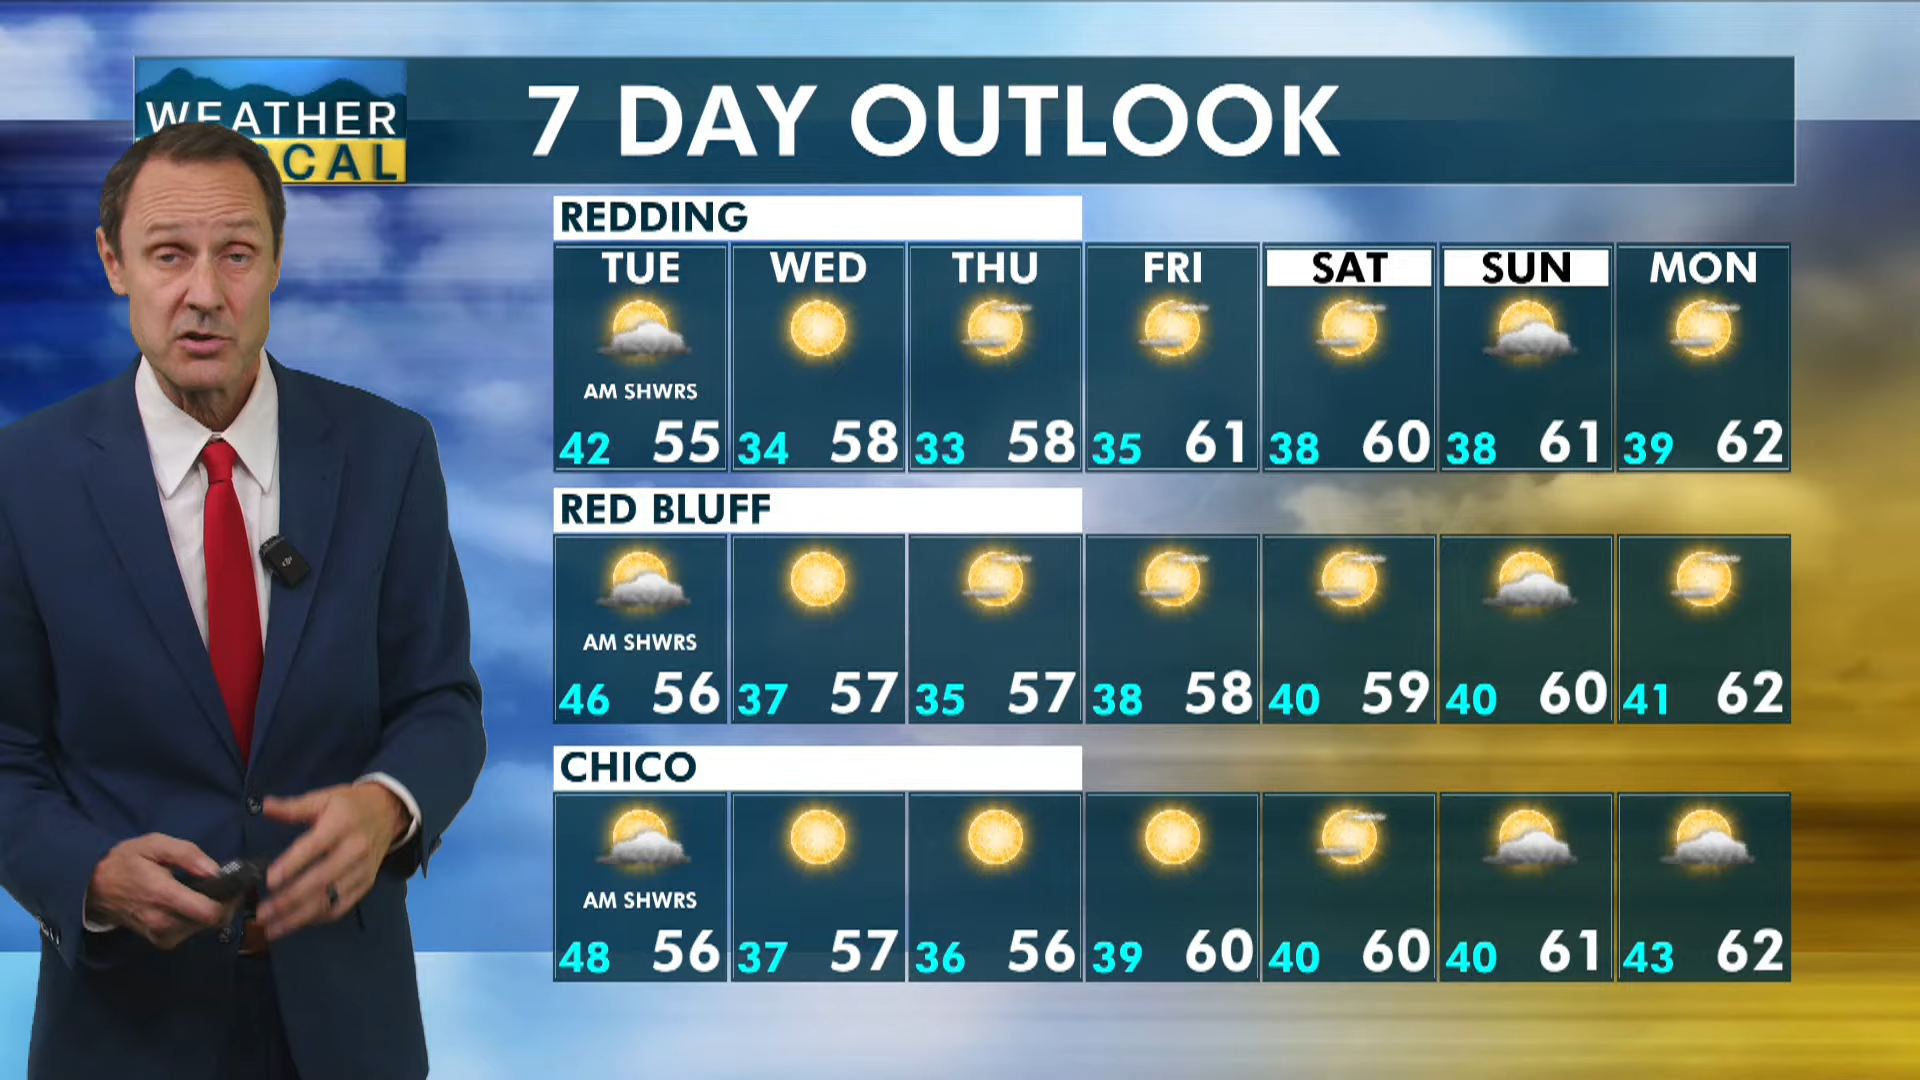 WEATHER
CAL
7 DAY OUTLOOK
REDDING
TUE WED THU FRI SAT SUN MON
AM SHWRS
42 55 34 58 33 58 35 61 38 60 38 61 39 62
RED BLUFF
AM SHWRS
46 56 37 57 35 57 38 58 40 59 40 60 41 62
CHICO
AM SHWRS
48 56 37 57 36 56 39 60 40 60 40 61 43 62